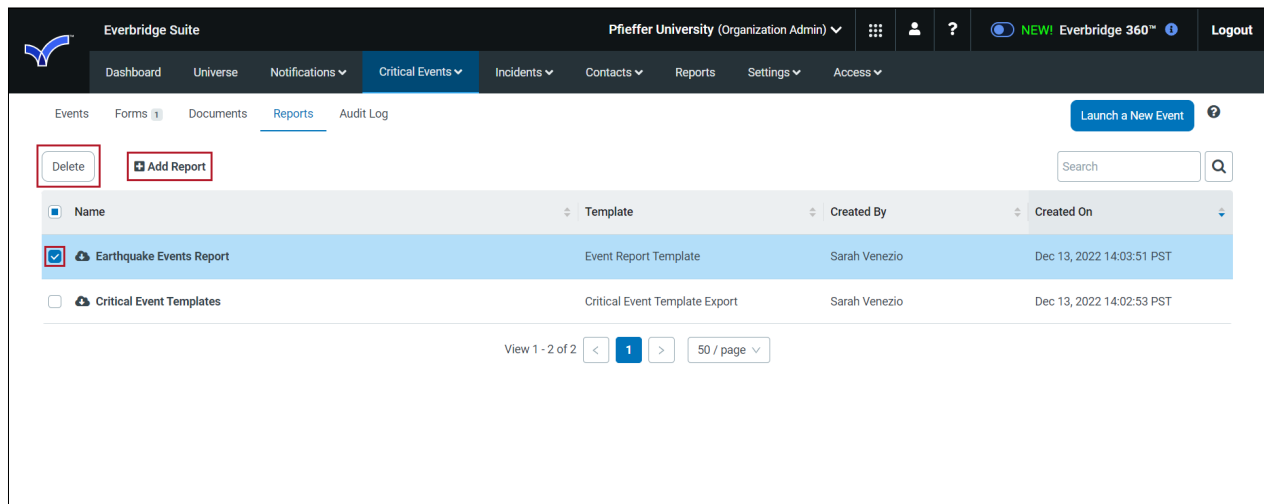 Everbridge Suite Pfieffer University (Organization Admin) ? NEW! Everbridge 360™ Logout
Dashboard Universe Notifications Critical Events Incidents Contacts Reports Settings Access
Events Forms 1 Documents Reports Audit Log Launch a New Event ?
Delete Add Report Search
Name Template Created By Created On
Earthquake Events Report Event Report Template Sarah Venezio Dec 13, 2022 14:03:51 PST
Critical Event Templates Critical Event Template Export Sarah Venezio Dec 13, 2022 14:02:53 PST
View 1 - 2 of 2 < 1 > 50 / page